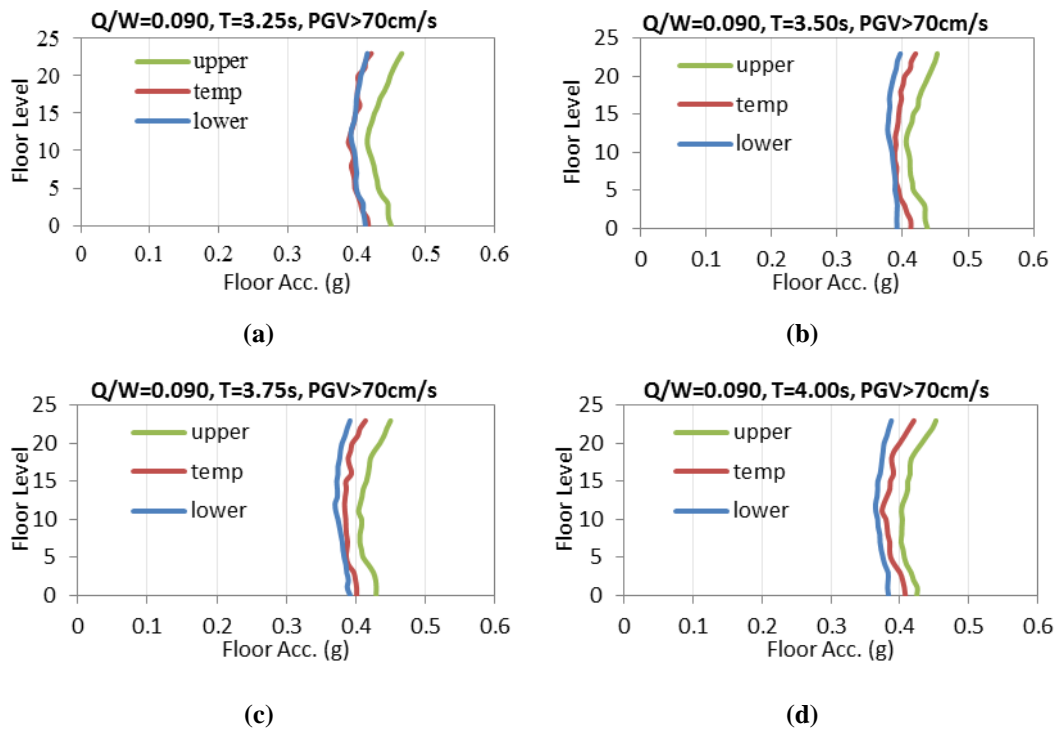 Q/W=0.090, T=3.25s, PGV>70cm/s
25
20
15
10
5
0
Floor Level
upper
temp
lower
0 0.1 0.2 0.3 0.4 0.5 0.6
Floor Acc. (g)
(a)
Q/W=0.090, T=3.50s, PGV>70cm/s
25
20
15
10
5
0
Floor Level
upper
temp
lower
0 0.1 0.2 0.3 0.4 0.5 0.6
Floor Acc. (g)
(b)
Q/W=0.090, T=3.75s, PGV>70cm/s
25
20
15
10
5
0
Floor Level
upper
temp
lower
0 0.1 0.2 0.3 0.4 0.5 0.6
Floor Acc. (g)
(c)
Q/W=0.090, T=4.00s, PGV>70cm/s
25
20
15
10
5
0
Floor Level
upper
temp
lower
0 0.1 0.2 0.3 0.4 0.5 0.6
Floor Acc. (g)
(d)